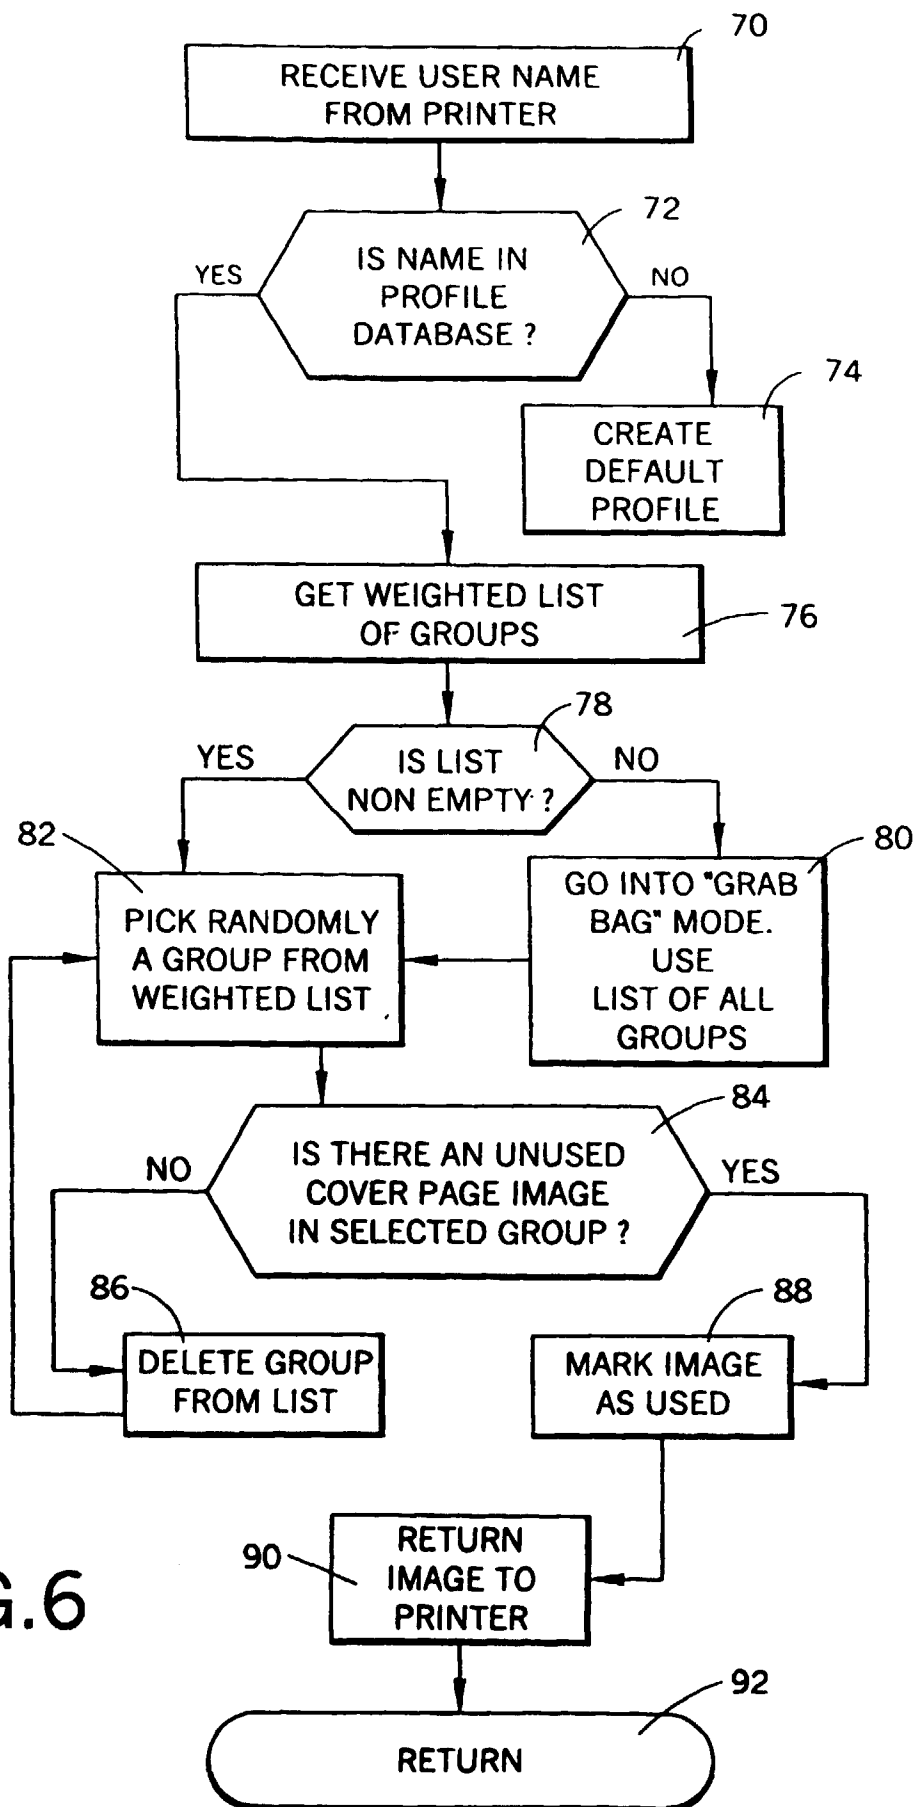 70
RECEIVE USER NAME
FROM PRINTER
72
IS NAME IN
PROFILE
DATABASE ?
YES
NO
74
CREATE
DEFAULT
PROFILE
GET WEIGHTED LIST
OF GROUPS
76
78
IS LIST
NON EMPTY ?
YES
NO
82
80
PICK RANDOMLY
A GROUP FROM
WEIGHTED LIST
GO INTO "GRAB
BAG" MODE.
USE
LIST OF ALL
GROUPS
84
IS THERE AN UNUSED
COVER PAGE IMAGE
IN SELECTED GROUP ?
NO
YES
86
88
DELETE GROUP
FROM LIST
MARK IMAGE
AS USED
90
RETURN
IMAGE TO
PRINTER
G.6
92
RETURN